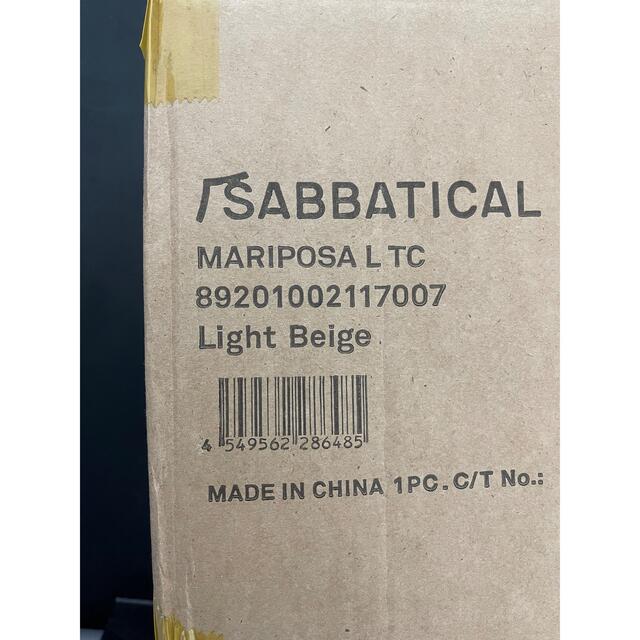 SABBATICAL
MARIPOSA L TC
89201002117007
Light Beige
4 549562 286485
MADE IN CHINA 1PC. C/T No.: